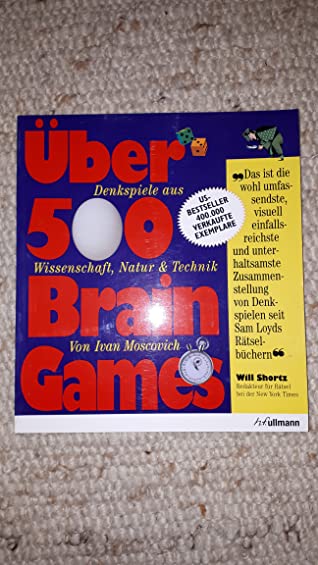 Über
Denkspiele aus
500
Wissenschaft, Natur & Technik
Brain
Von Ivan Moscovich
Games
US-
BESTSELLER
400.000
VERKAUFTE
EXEMPLARE
"Das ist die
wohl umfas-
sendste,
visuell
einfalls-
reichste
und unter-
haltsamste
Zusammen-
stellung
von Denk-
spielen seit
Sam Loyds
Rätsel-
büchern"
Will Shortz
Redakteur für Rätsel
bei der New York Times
h.f.ullmann